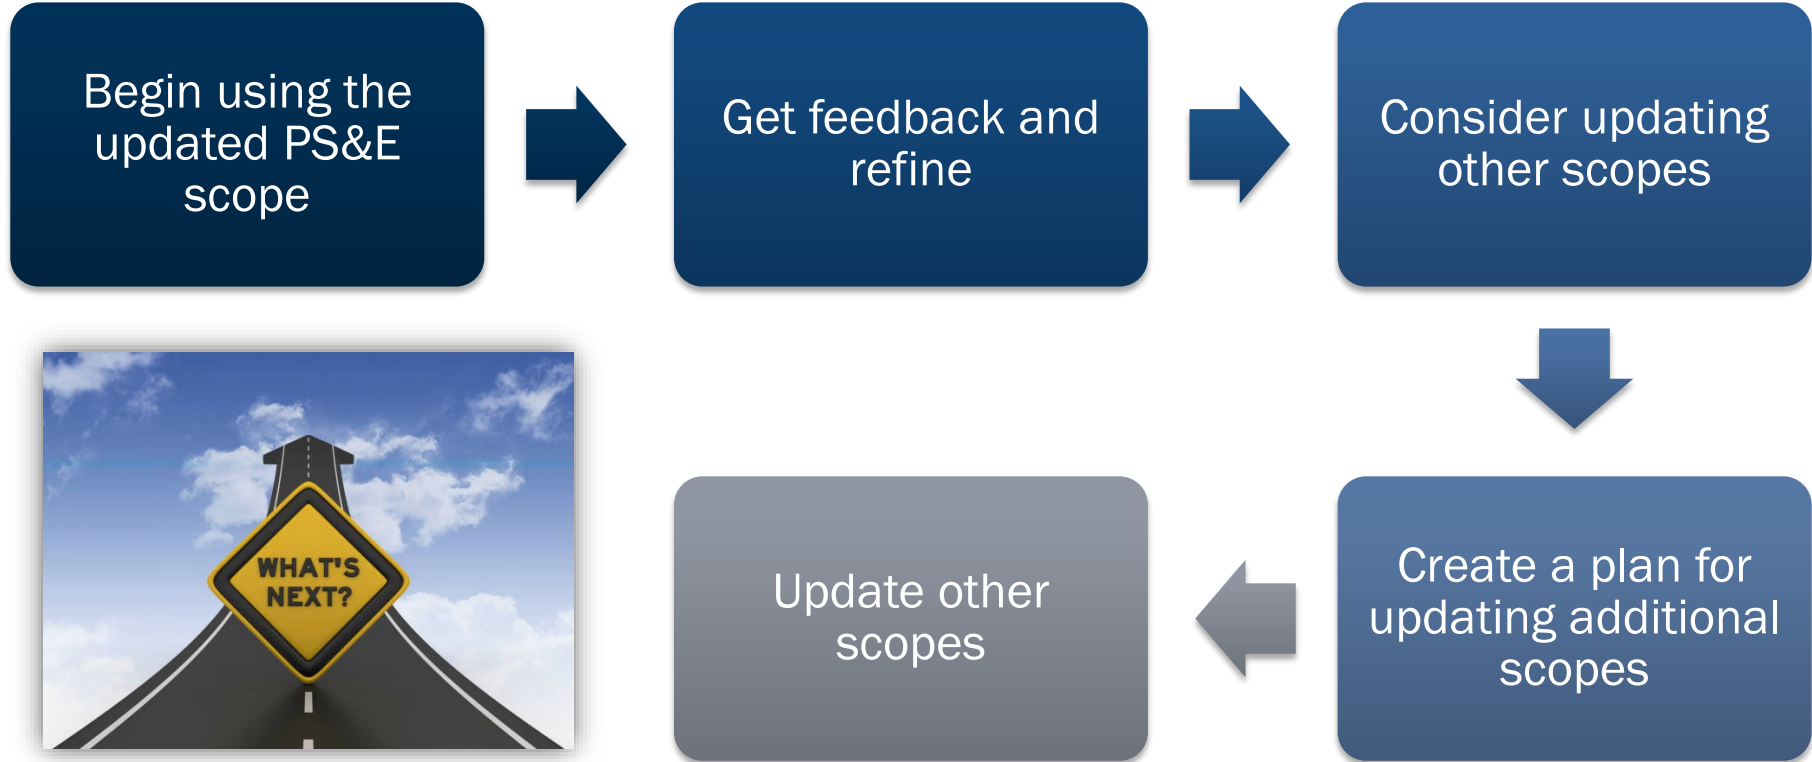 Begin using the
updated PS&E
scope
Get feedback and
refine
Consider updating
other scopes
Create a plan for
updating additional
scopes
Update other
scopes
WHAT'S
NEXT?